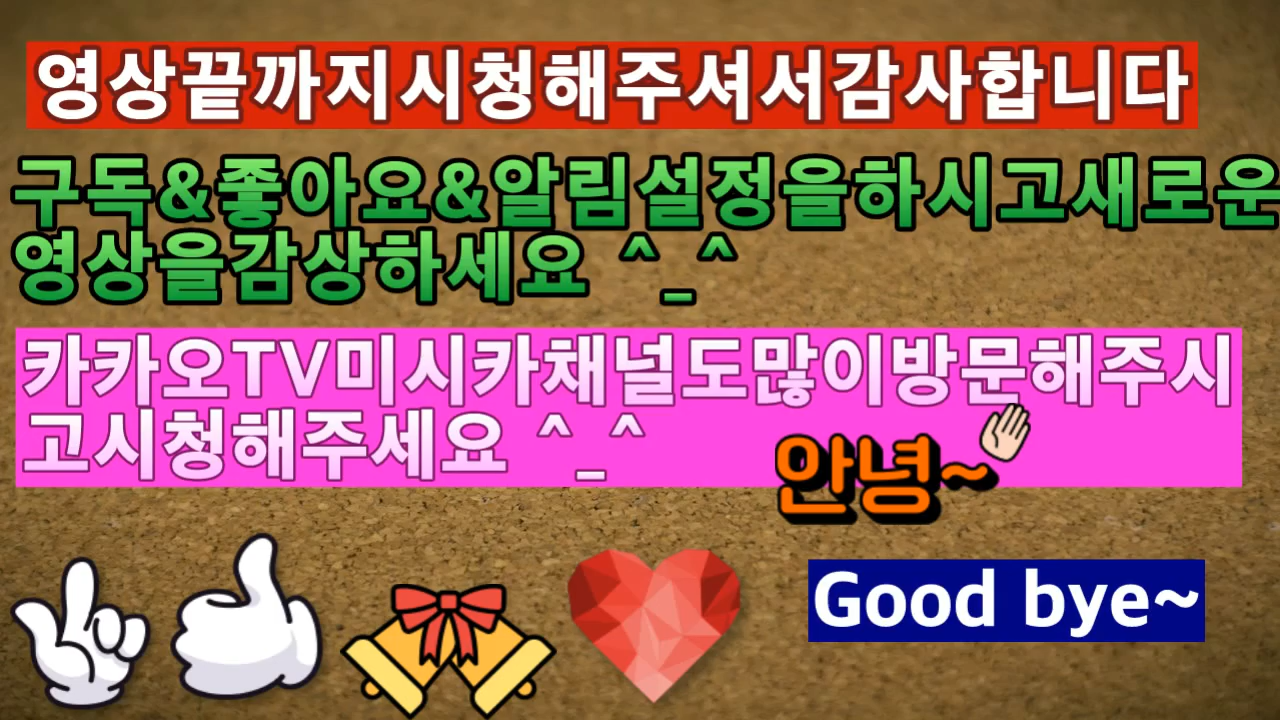 영상끝까지시청해주셔서감사합니다
구독&좋아요&알림설정을하시고새로운
영상을감상하세요 ^_^
카카오TV미시카채널도많이방문해주시
고시청해주세요 ^_^
안녕~
Good bye~